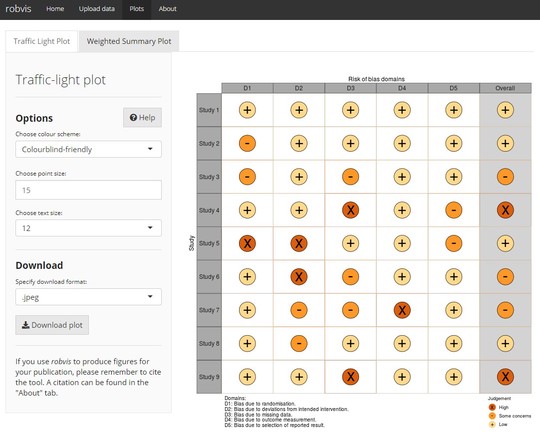 robvis Home Upload data Plots About
Traffic Light Plot Weighted Summary Plot
Traffic-light plot
Options
Help
Choose colour scheme:
Colourblind-friendly
Choose point size:
15
Choose text size:
12
Download
Specify download format:
.jpeg
Download plot
If you use robvis to produce figures for
your publication, please remember to cite
the tool. A citation can be found in the
"About" tab.
Risk of bias domains
D1 D2 D3 D4 D5 Overall
Study
Study 1 + + + + + +
Study 2 - + + + + +
Study 3 - + - + + -
Study 4 + + X + - X
Study 5 X X + + - +
Study 6 + X - + + -
Study 7 + - - X + -
Study 8 + - + + + +
Study 9 + + X + + X
Domains:
D1: Bias due to randomisation.
D2: Bias due to deviations from intended intervention.
D3: Bias due to missing data.
D4: Bias due to outcome measurement.
D5: Bias due to selection of reported result.
Judgement
X High
- Some concerns
+ Low